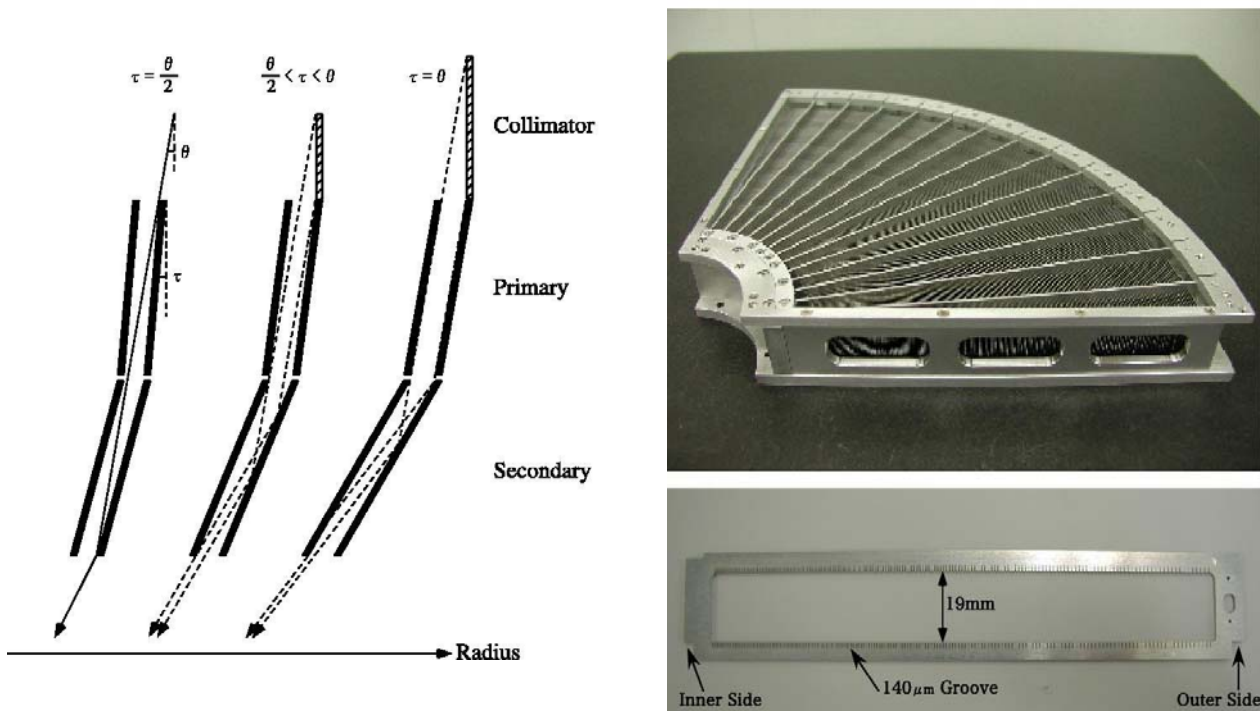 τ = θ/2
θ/2 < τ < θ
τ = θ
Collimator
θ
τ
Primary
Secondary
Radius
19mm
140μm Groove
Inner Side
Outer Side